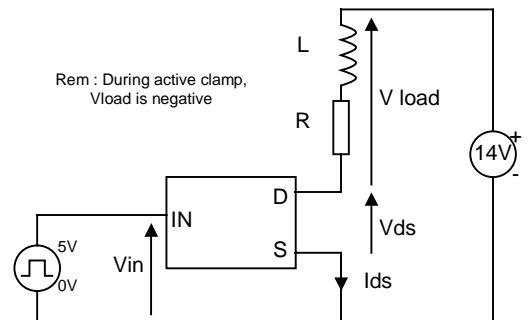 L
Rem : During active clamp,
Vload is negative
R
V load
14V
+
-
D
IN
S
Vds
5V
0V
Vin
Ids